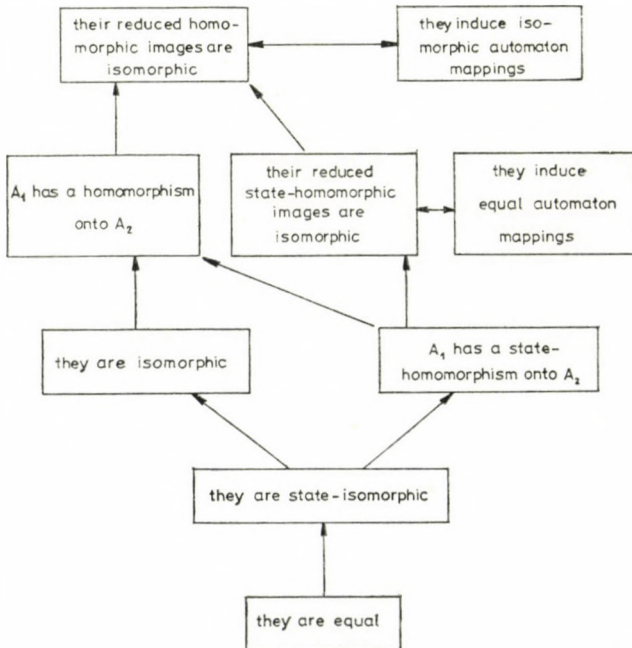 their reduced homo-
morphic images are
isomorphic
they induce iso-
morphic automaton
mappings
A₁ has a homomorphism
onto A₂
their reduced
state-homomorphic
images are
isomorphic
they induce
equal automaton
mappings
they are isomorphic
A₁ has a state-
homomorphism onto A₂
they are state-isomorphic
they are equal